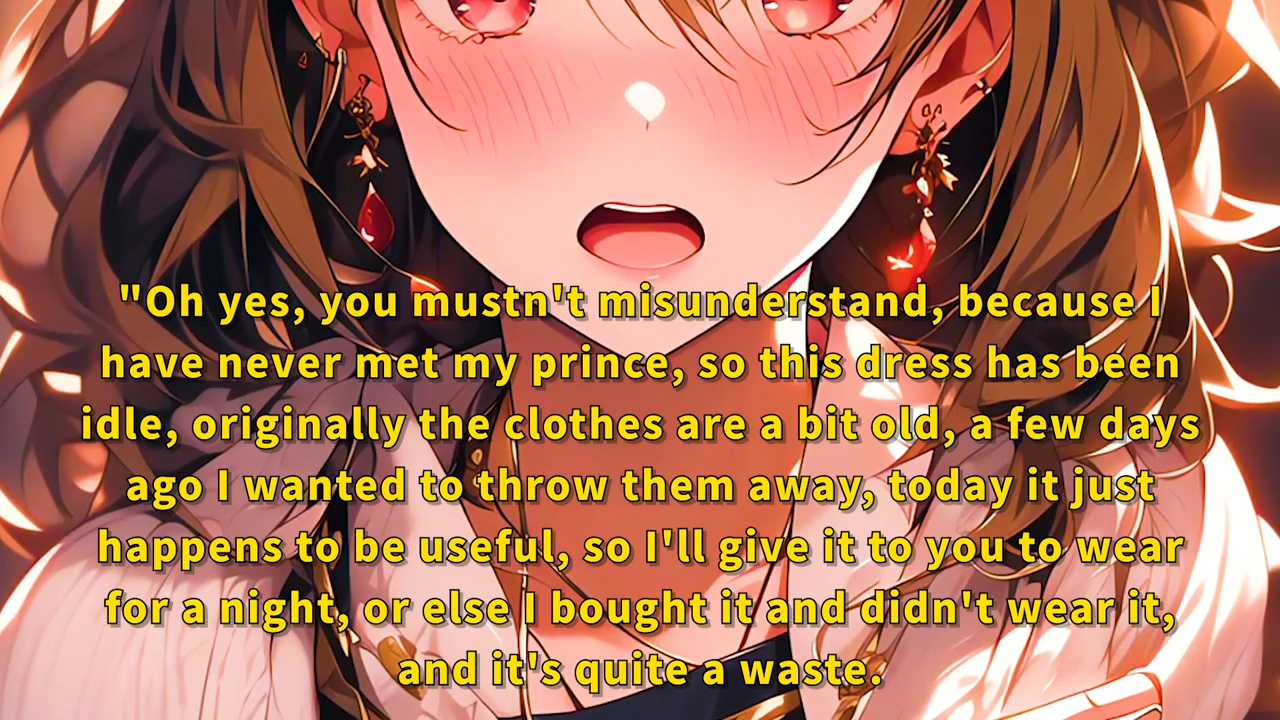 "Oh yes, you mustn't misunderstand, because I
have never met my prince, so this dress has been
idle, originally the clothes are a bit old, a few days
ago I wanted to throw them away, today it just
happens to be useful, so I'll give it to you to wear
for a night, or else I bought it and didn't wear it,
and it's quite a waste.